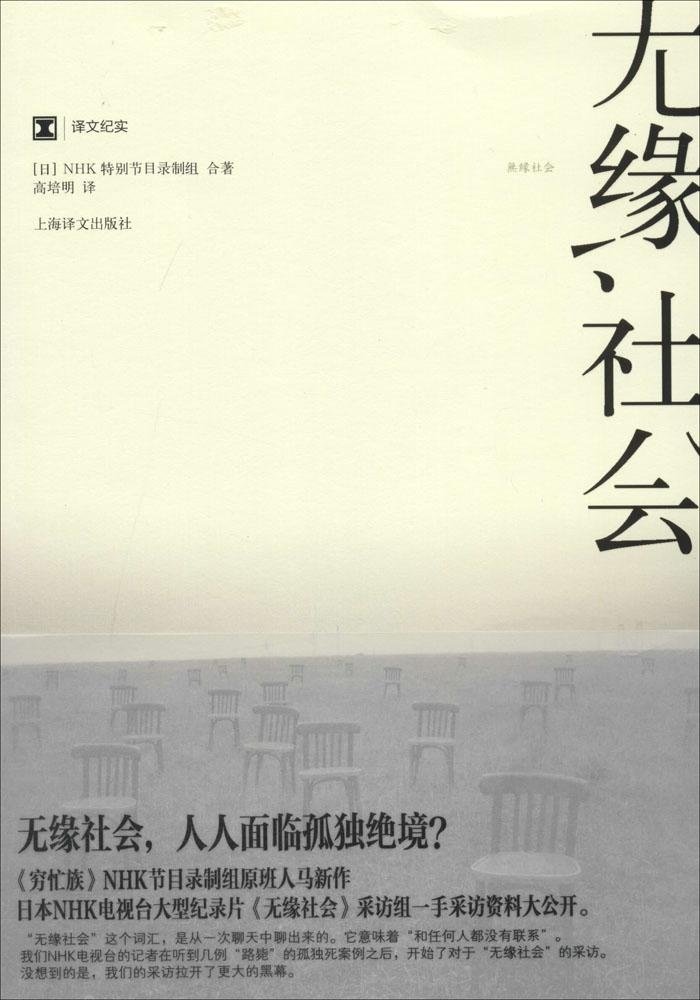 无缘社会
译文纪实
[日] NHK 特别节目录制组 合著
高培明 译
上海译文出版社
無缘社会
无缘社会，人人面临孤独绝境？
《穷忙族》NHK节目录制组原班人马新作
日本NHK电视台大型纪录片《无缘社会》采访组一手采访资料大公开。
“无缘社会”这个词汇，是从一次聊天中聊出来的。它意味着“和任何人都没有联系”。
我们NHK电视台的记者在听到几例“路毙”的孤独死案例之后，开始了对于“无缘社会”的采访。
没想到的是，我们的采访拉开了更大的黑幕。